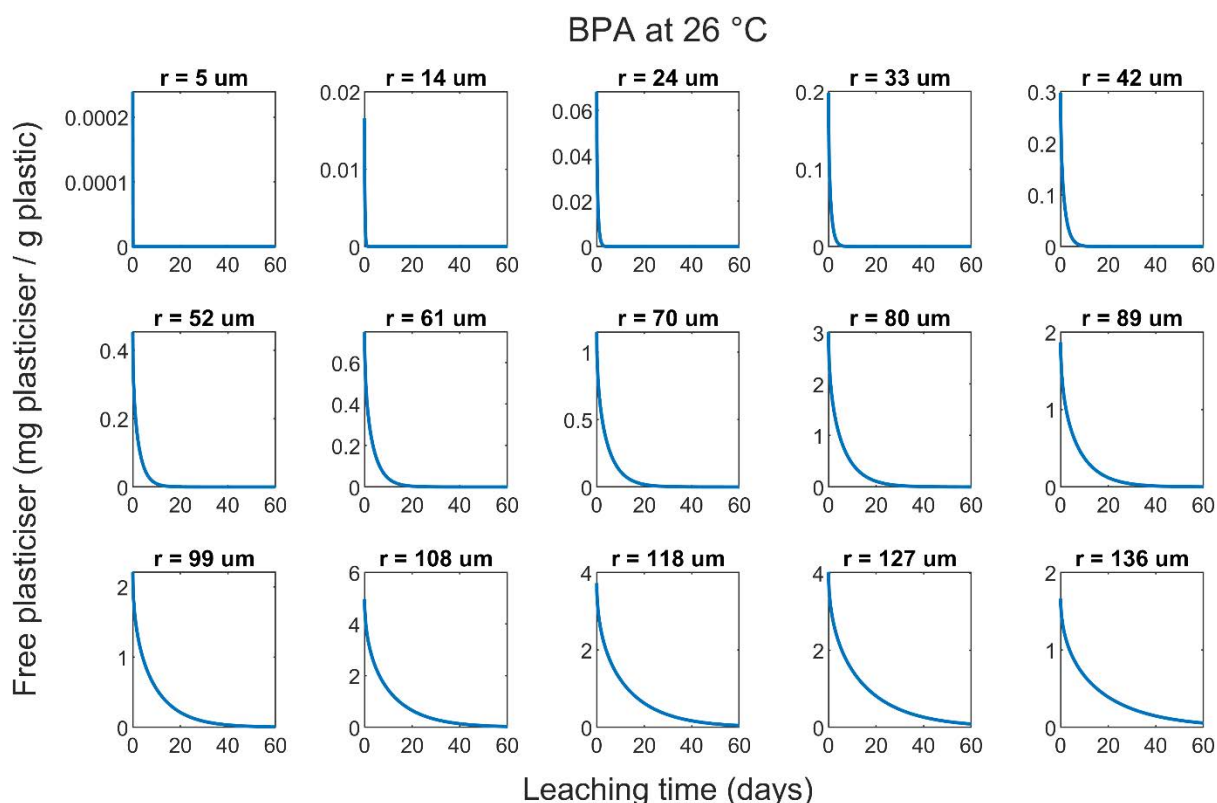 BPA at 26 °C
Free plasticiser (mg plasticiser / g plastic)
r = 5 um
0.0002
0.0001
0
0 20 40 60
r = 14 um
0.02
0.01
0
0 20 40 60
r = 24 um
0.06
0.04
0.02
0
0 20 40 60
r = 33 um
0.2
0.1
0
0 20 40 60
r = 42 um
0.3
0.2
0.1
0
0 20 40 60
r = 52 um
0.4
0.2
0
0 20 40 60
r = 61 um
0.6
0.4
0.2
0
0 20 40 60
r = 70 um
1
0.5
0
0 20 40 60
r = 80 um
3
2
1
0
0 20 40 60
r = 89 um
2
1
0
0 20 40 60
r = 99 um
2
1
0
0 20 40 60
r = 108 um
6
4
2
0
0 20 40 60
r = 118 um
4
2
0
0 20 40 60
r = 127 um
4
2
0
0 20 40 60
r = 136 um
2
1
0
0 20 40 60
Leaching time (days)